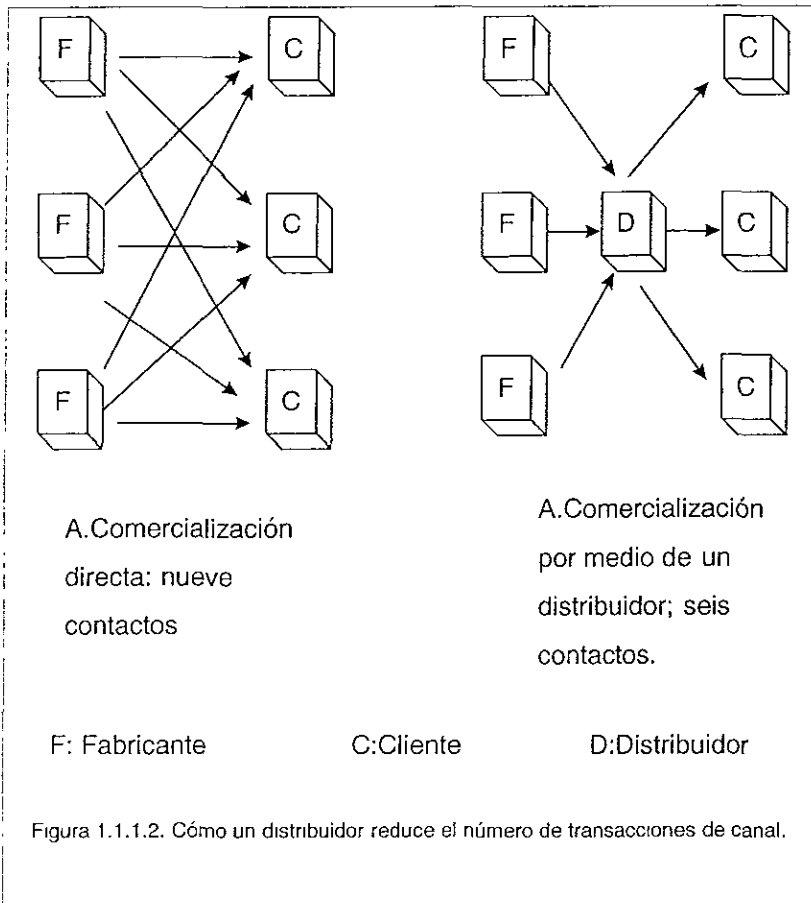 F C F C
F C F D C
F C F C
A.Comercialización
directa: nueve
contactos
A.Comercialización
por medio de un
distribuidor; seis
contactos.
F: Fabricante C:Cliente D:Distribuidor
Figura 1.1.1.2. Cómo un distribuidor reduce el número de transacciones de canal.